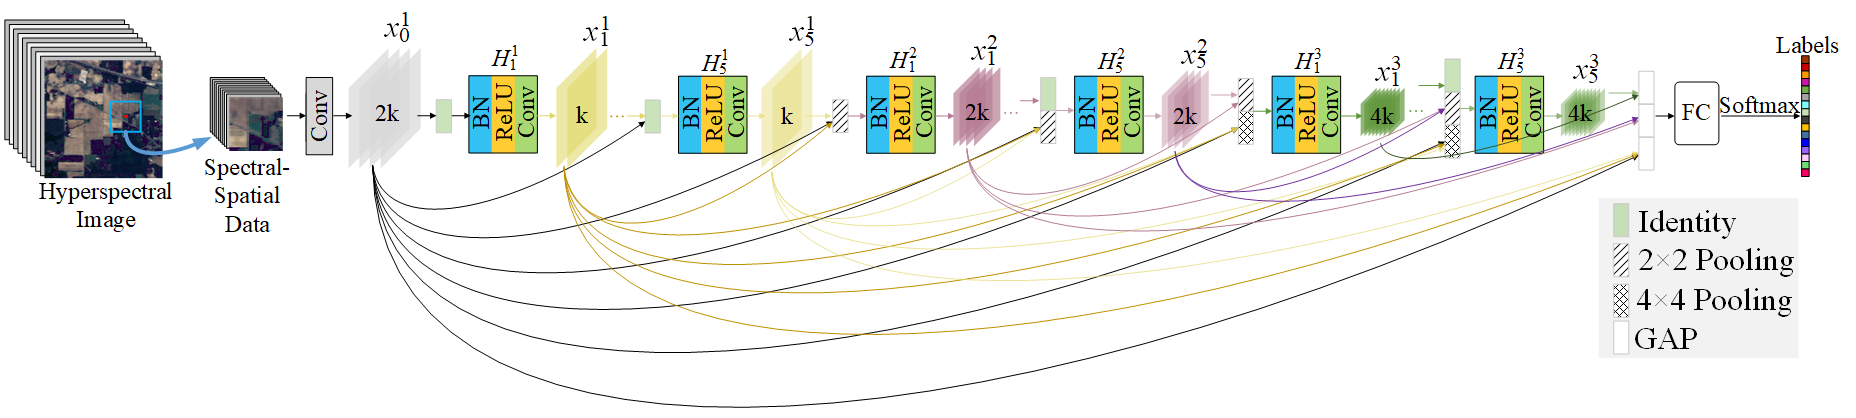 Hyperspectral
Image
Spectral-
Spatial
Data
Conv
x_0^1
2k
H_1^1
BN
ReLU
Conv
x_1^1
k
...
H_5^1
BN
ReLU
Conv
x_5^1
k
H_1^2
BN
ReLU
Conv
x_1^2
2k
...
H_5^2
BN
ReLU
Conv
x_5^2
2k
H_1^3
BN
ReLU
Conv
x_1^3
4k
...
H_5^3
BN
ReLU
Conv
x_5^3
4k
FC
Softmax
Labels
Identity
2×2 Pooling
4×4 Pooling
GAP